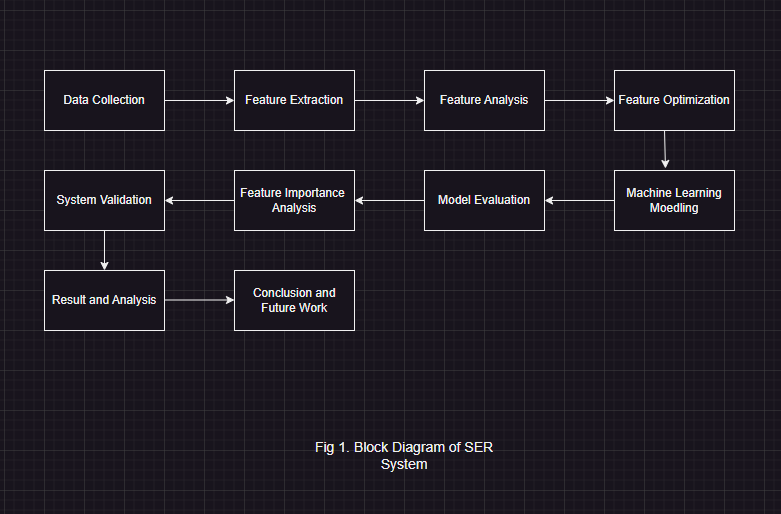 Data Collection
Feature Extraction
Feature Analysis
Feature Optimization
System Validation
Feature Importance
Analysis
Model Evaluation
Machine Learning
Moedling
Result and Analysis
Conclusion and
Future Work
Fig 1. Block Diagram of SER
System